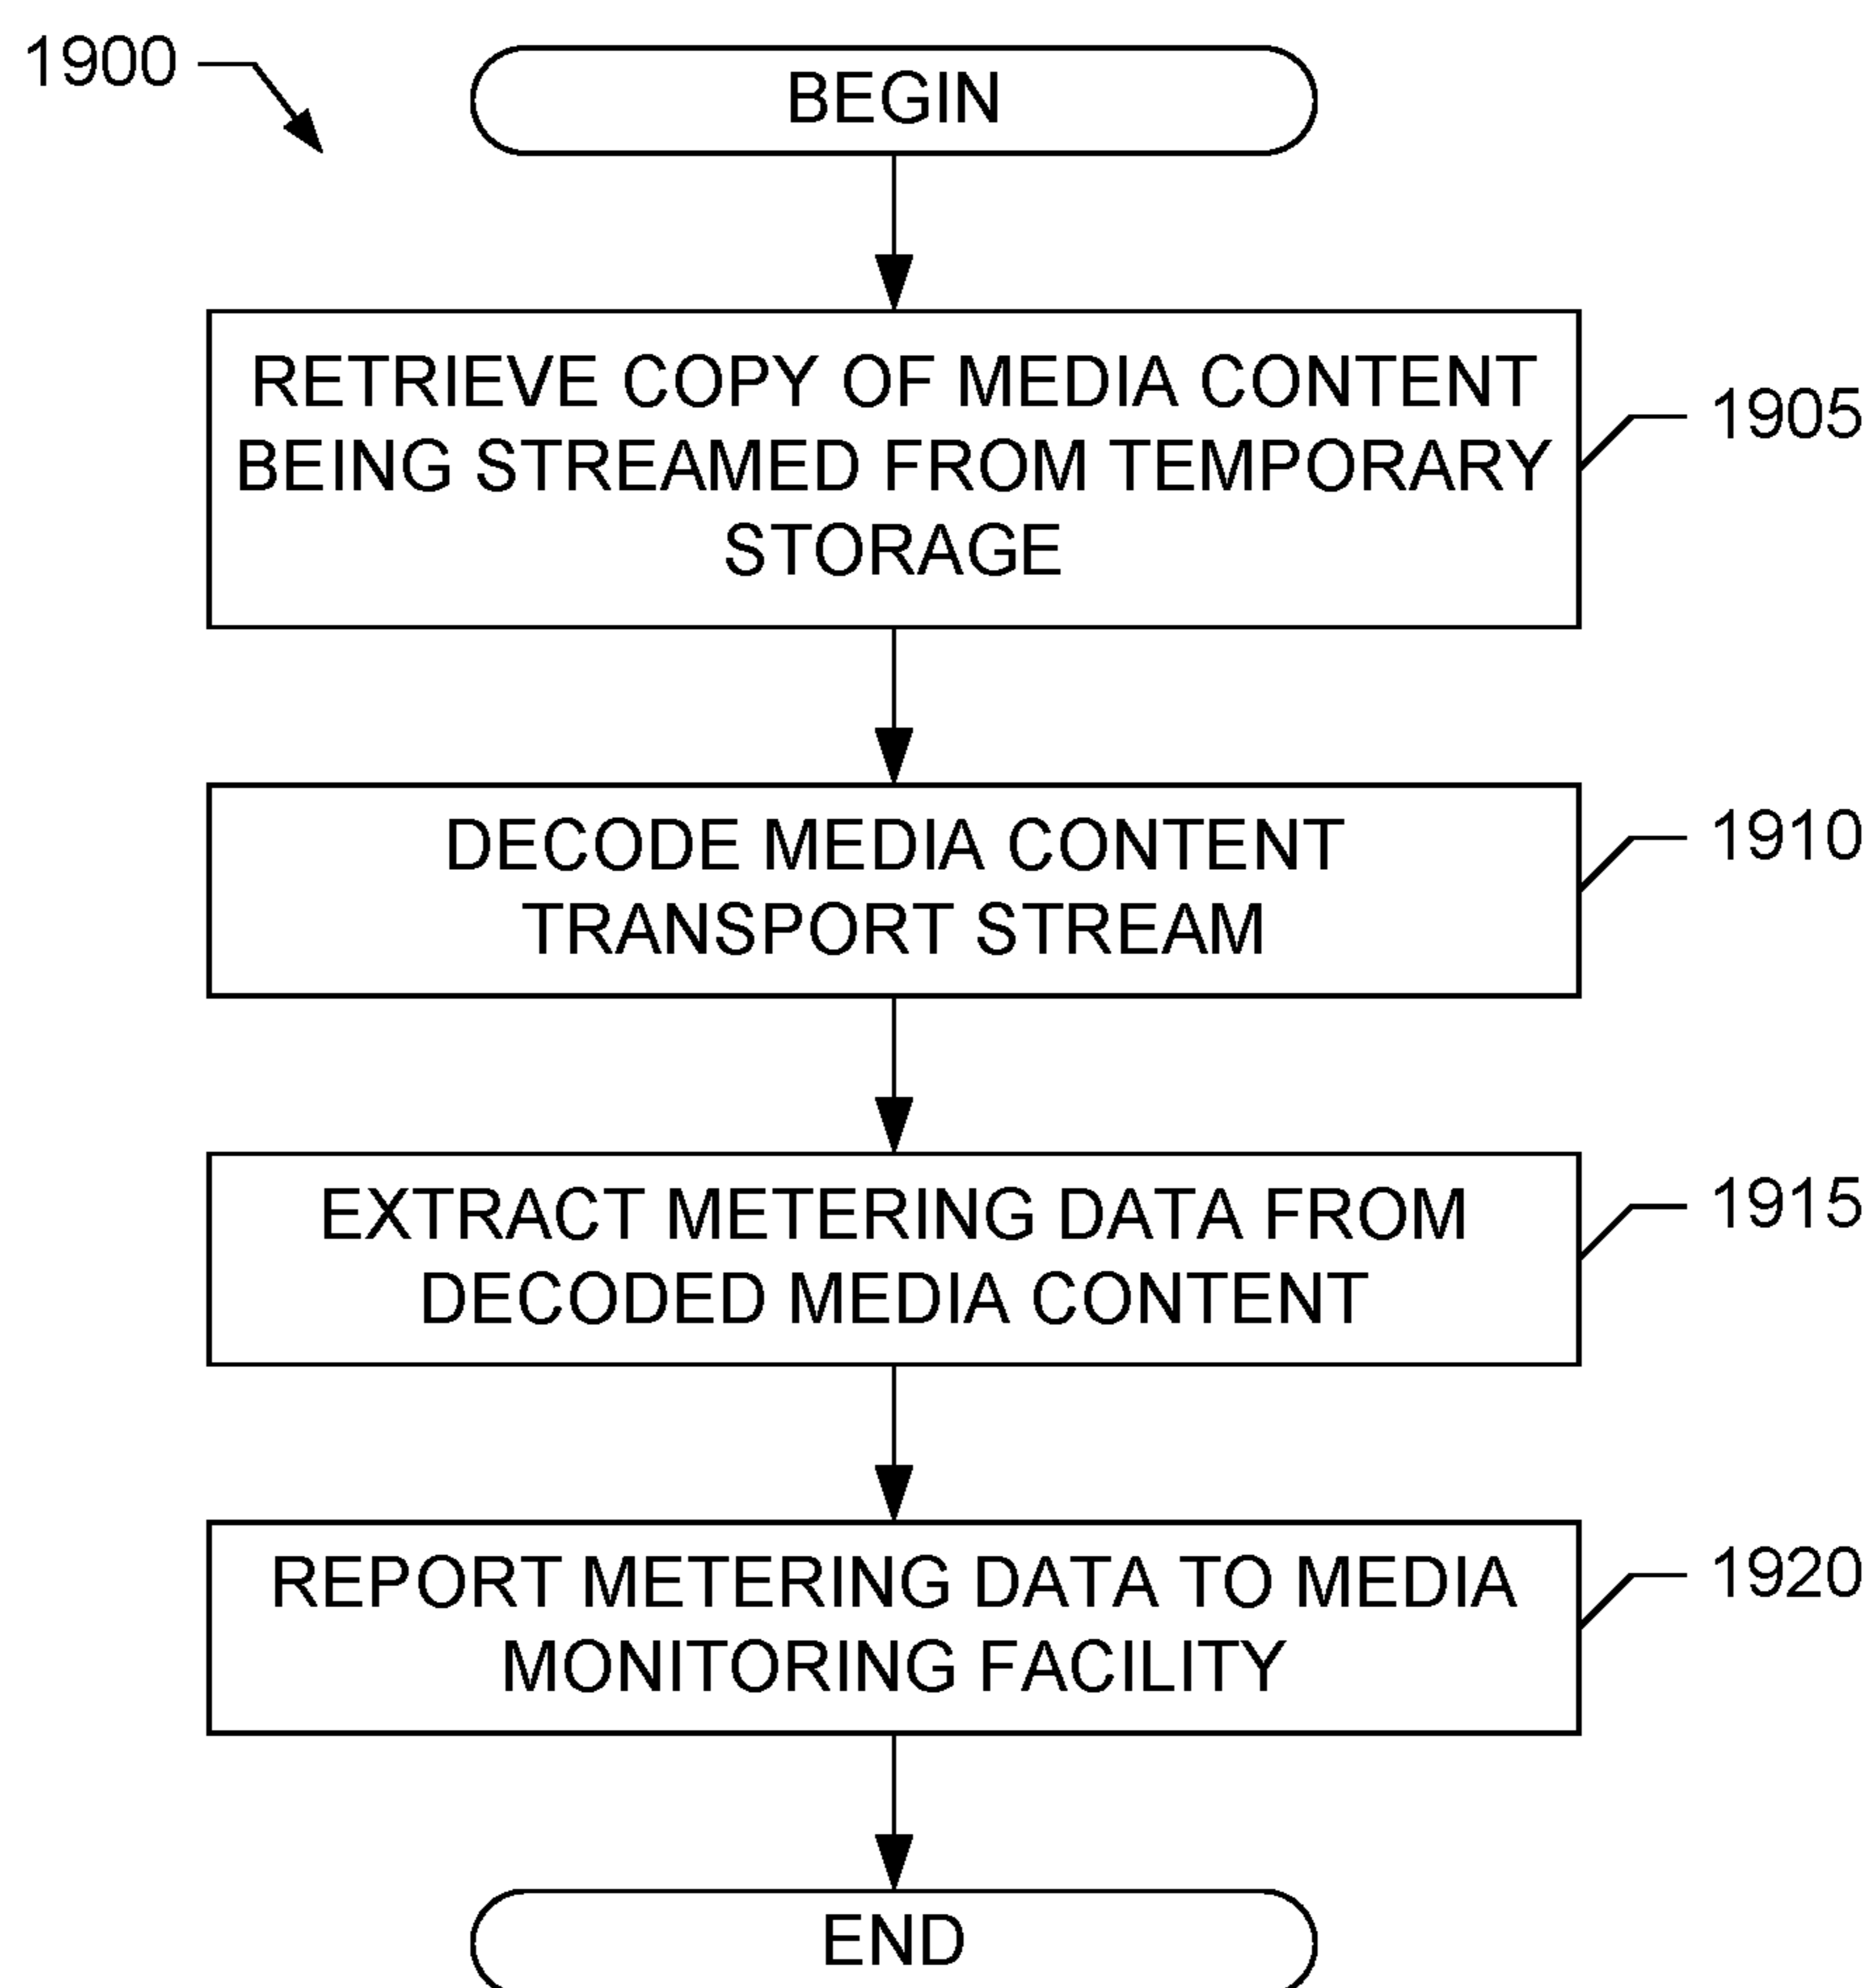 1900
BEGIN
RETRIEVE COPY OF MEDIA CONTENT
BEING STREAMED FROM TEMPORARY
STORAGE
1905
DECODE MEDIA CONTENT
TRANSPORT STREAM
1910
EXTRACT METERING DATA FROM
DECODED MEDIA CONTENT
1915
REPORT METERING DATA TO MEDIA
MONITORING FACILITY
1920
END